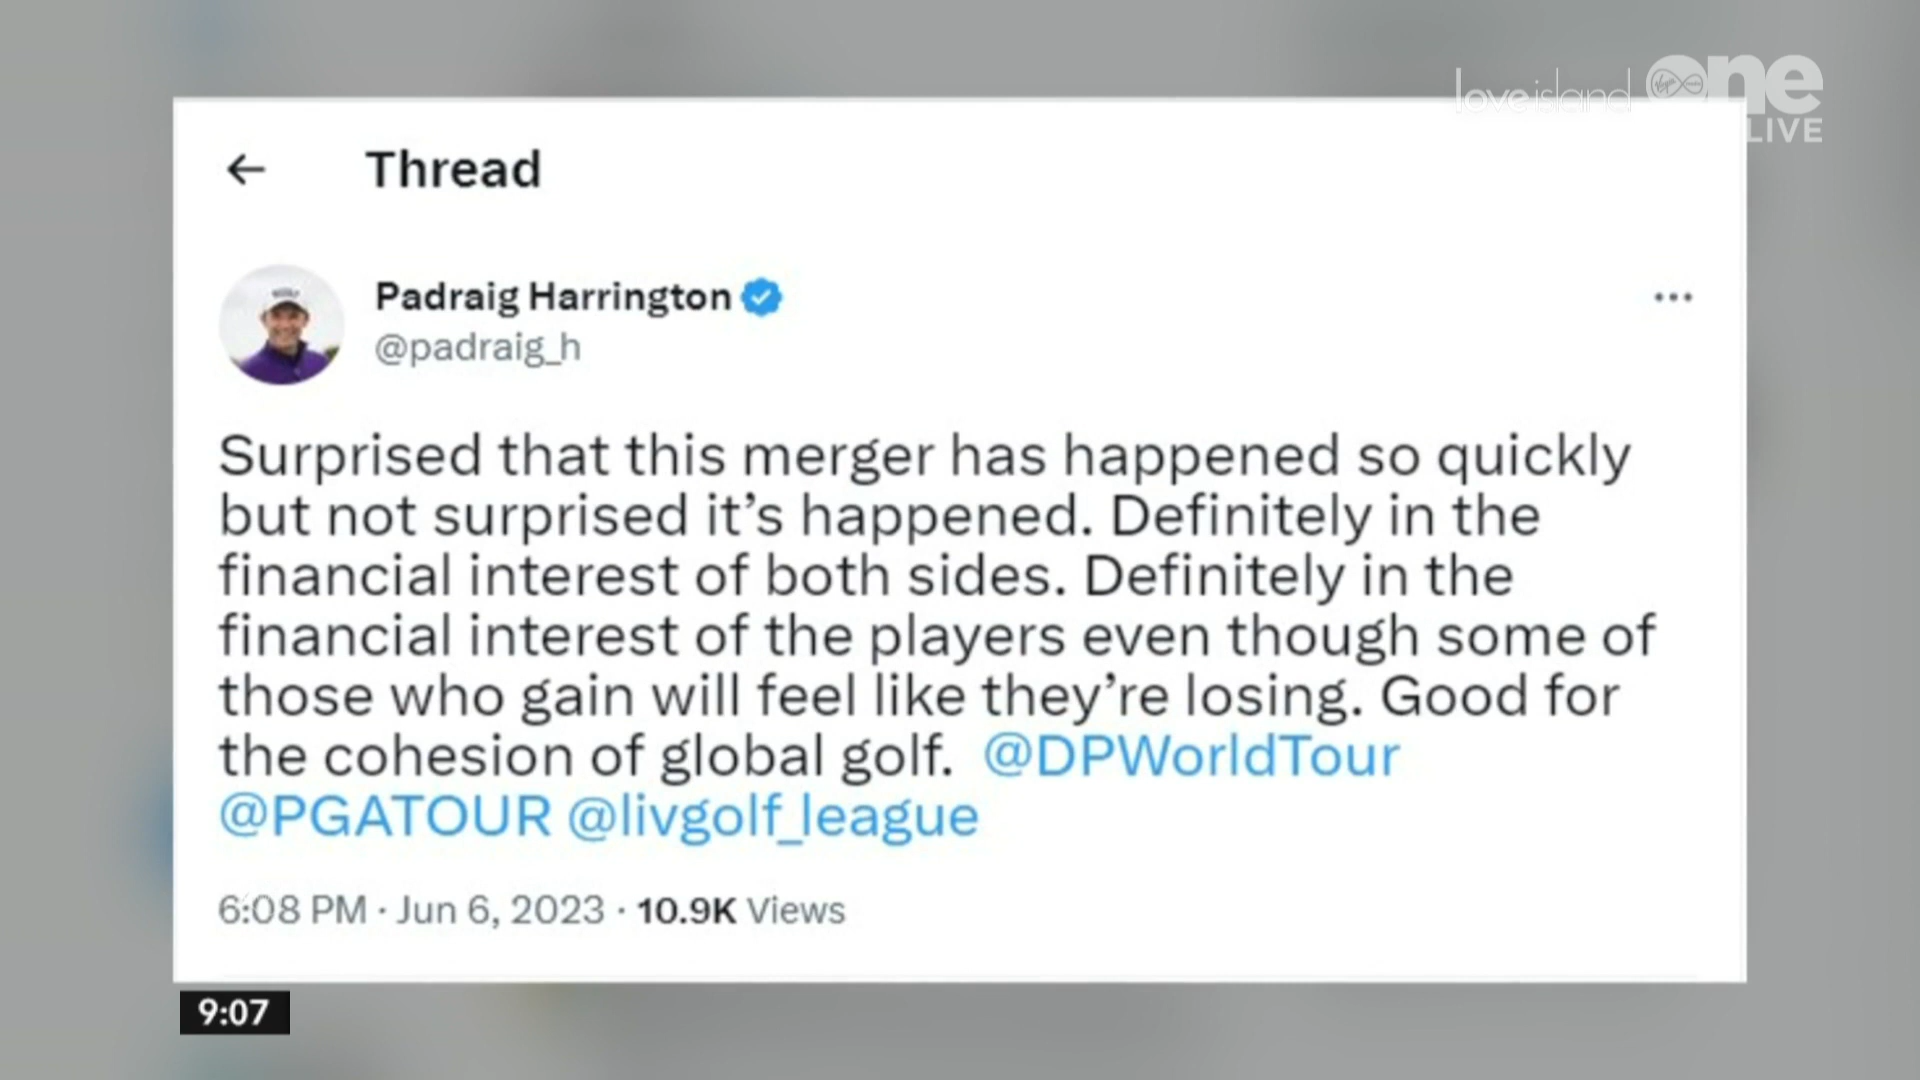 love island one
Virgin
LIVE
← Thread
Padraig Harrington
@padraig_h
Surprised that this merger has happened so quickly
but not surprised it’s happened. Definitely in the
financial interest of both sides. Definitely in the
financial interest of the players even though some of
those who gain will feel like they’re losing. Good for
the cohesion of global golf. @DPWorldTour
@PGATOUR @livgolf_league
6:08 PM · Jun 6, 2023 · 10.9K Views
9:07